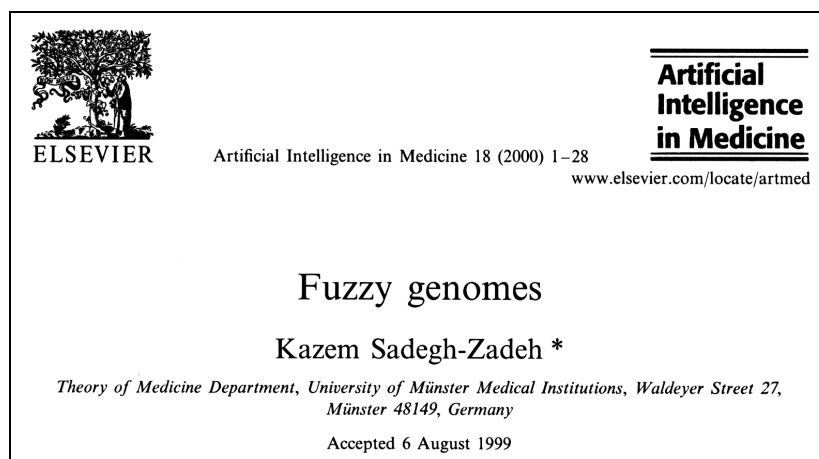 ELSEVIER
Artificial Intelligence in Medicine 18 (2000) 1–28
Artificial
Intelligence
in Medicine
www.elsevier.com/locate/artmed
Fuzzy genomes
Kazem Sadegh-Zadeh *
Theory of Medicine Department, University of Münster Medical Institutions, Waldeyer Street 27,
Münster 48149, Germany
Accepted 6 August 1999